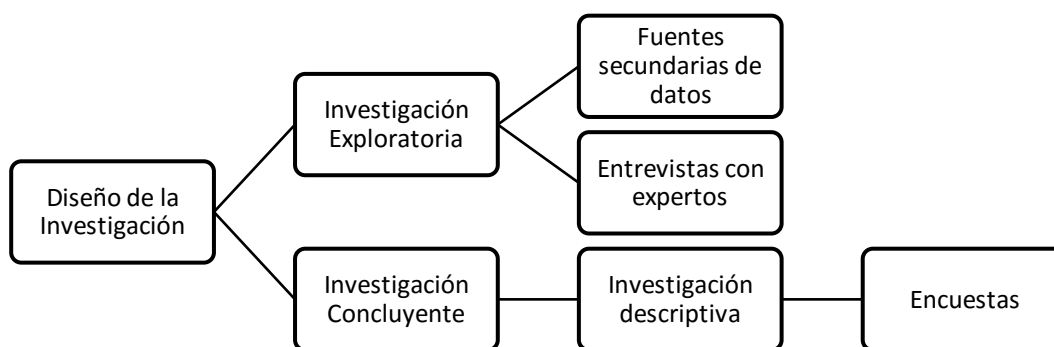 Diseño de la
Investigación
Investigación
Exploratoria
Fuentes
secundarias de
datos
Entrevistas con
expertos
Investigación
Concluyente
Investigación
descriptiva
Encuestas